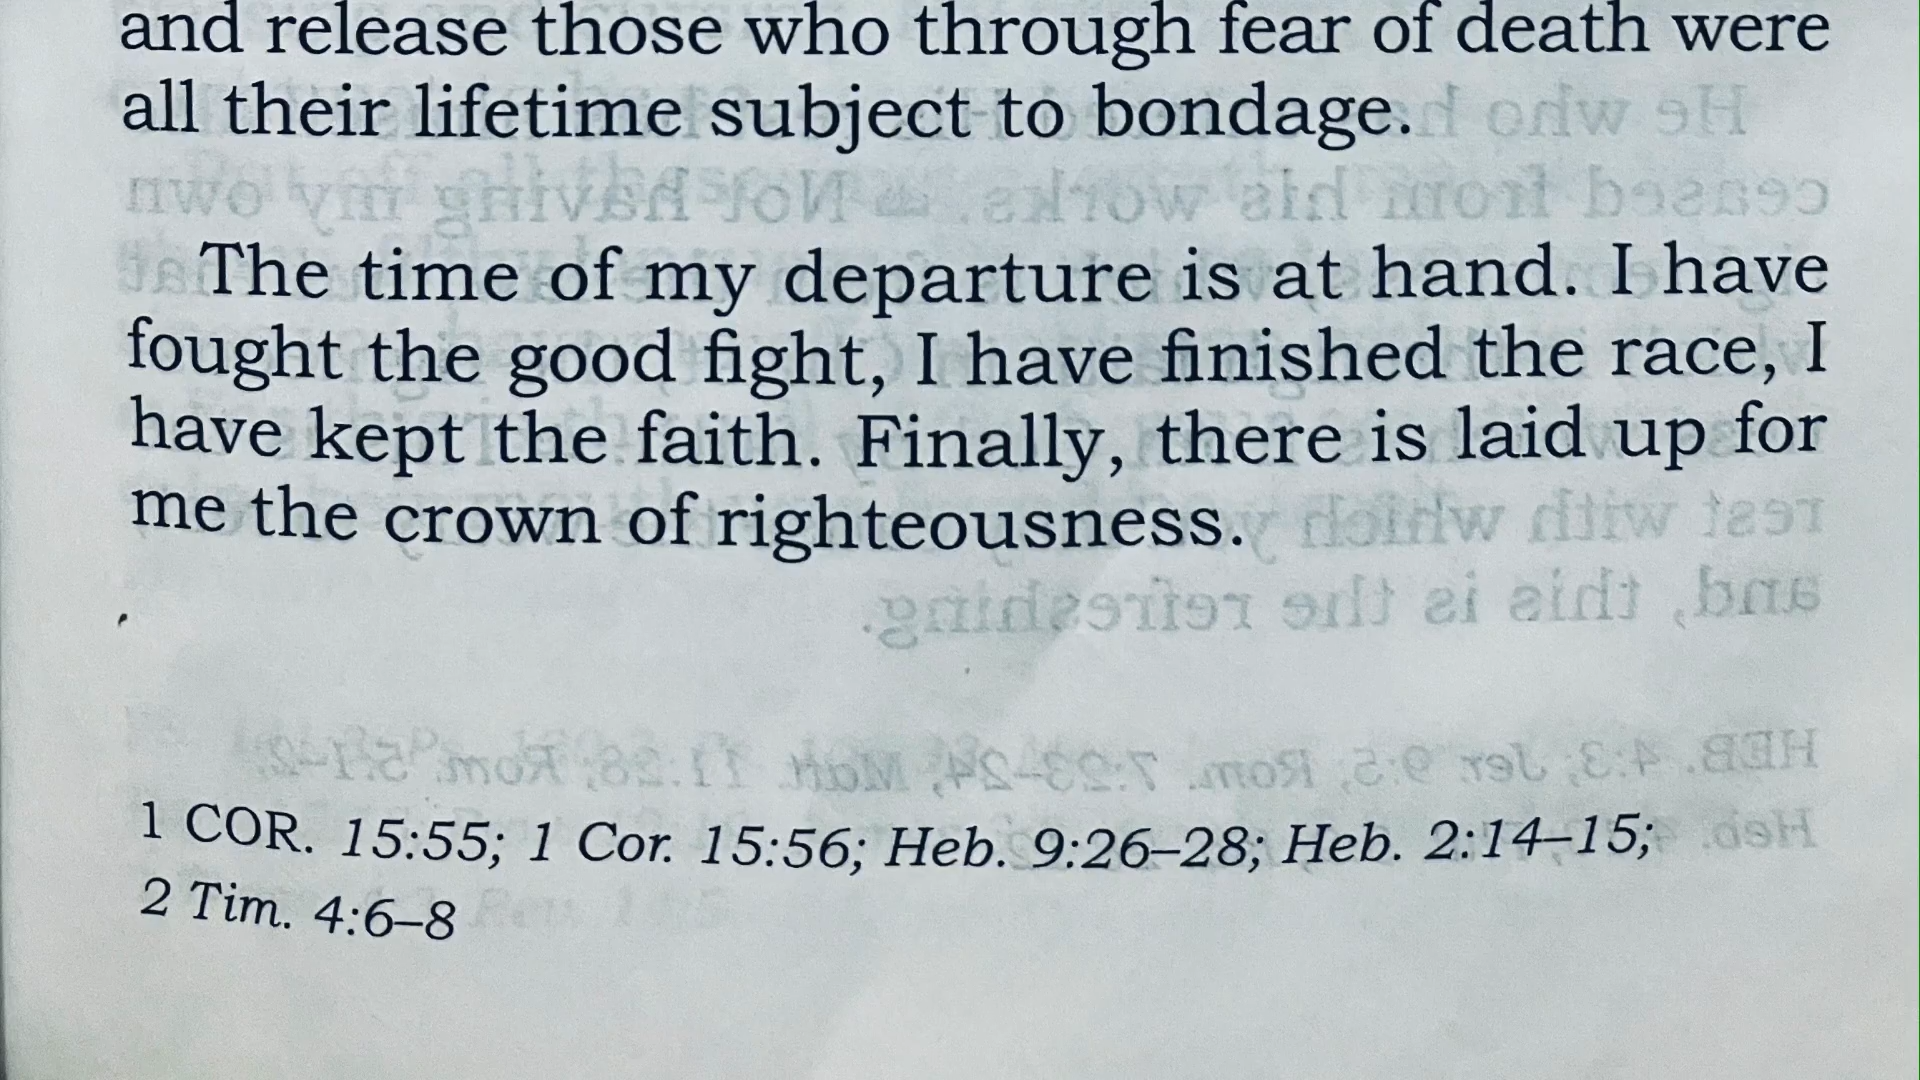 and release those who through fear of death were
all their lifetime subject to bondage.
The time of my departure is at hand. I have
fought the good fight, I have finished the race, I
have kept the faith. Finally, there is laid up for
me the crown of righteousness.
1 COR. 15:55; 1 Cor. 15:56; Heb. 9:26–28; Heb. 2:14–15;
2 Tim. 4:6–8